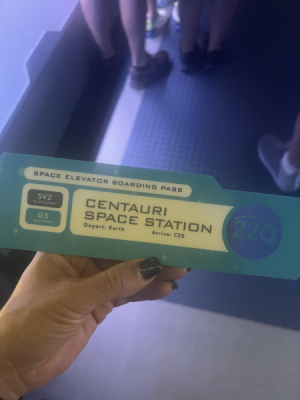 SPACE ELEVATOR BOARDING PASS
SV2
03
CENTAURI
SPACE STATION
Depart: Earth
Arrive: CSS
220